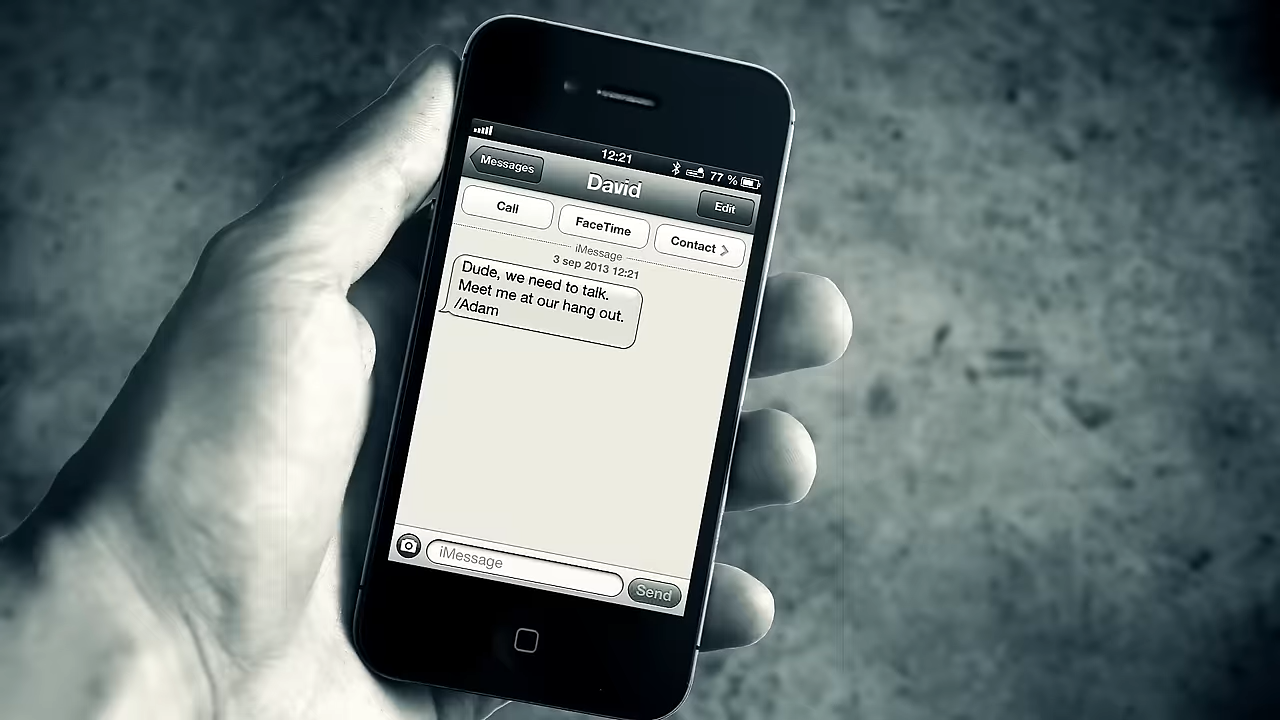 12:21
77 %
Messages
David
Edit
Call
FaceTime
Contact
iMessage
3 sep 2013 12:21
Dude, we need to talk.
Meet me at our hang out.
/Adam
iMessage
Send